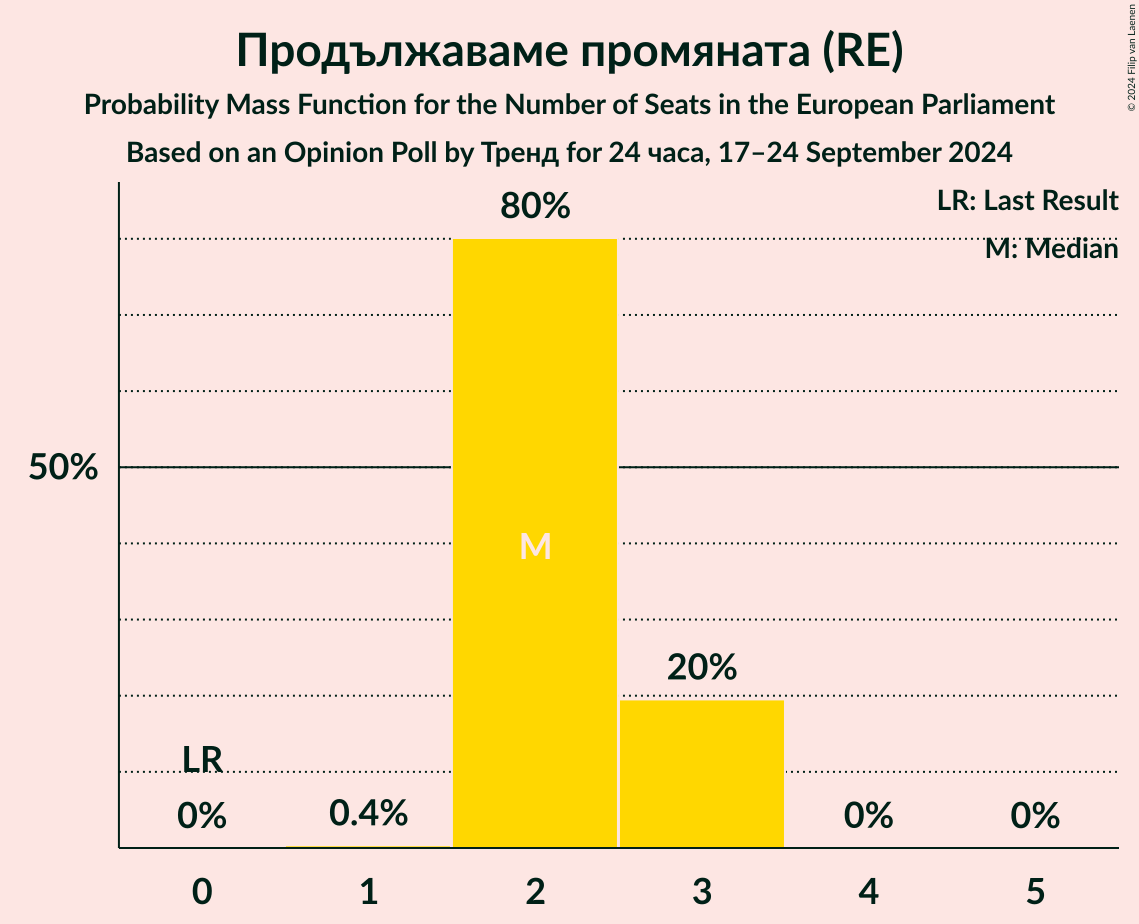 Продължаваме промяната (RE)
Probability Mass Function for the Number of Seats in the European Parliament
Based on an Opinion Poll by Тренд for 24 часа, 17–24 September 2024
© 2024 Filip van Laenen
LR: Last Result
M: Median
80%
50%
M
20%
LR
0%
0.4%
0%
0%
0
1
2
3
4
5